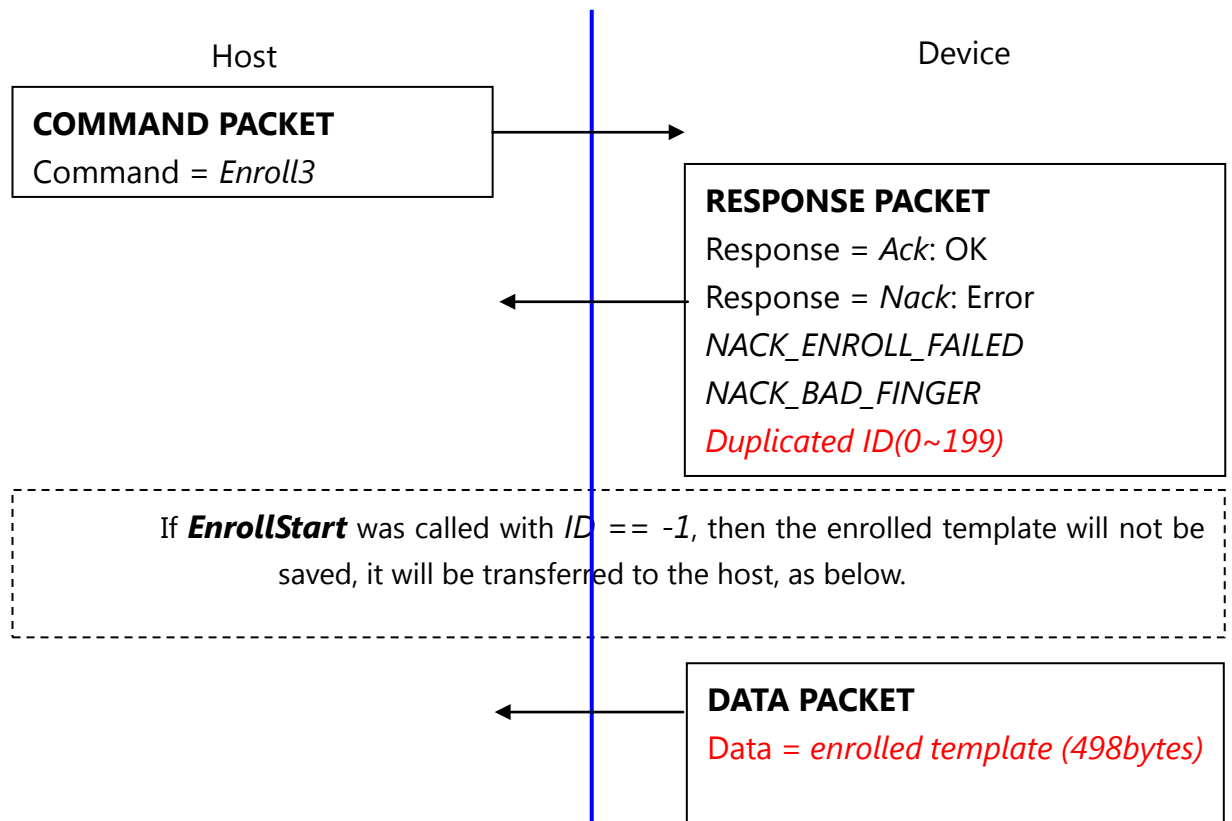 Host
Device
COMMAND PACKET
Command = Enroll3
RESPONSE PACKET
Response = Ack: OK
Response = Nack: Error
NACK_ENROLL_FAILED
NACK_BAD_FINGER
Duplicated ID(0~199)
If EnrollStart was called with ID == -1, then the enrolled template will not be
saved, it will be transferred to the host, as below.
DATA PACKET
Data = enrolled template (498bytes)